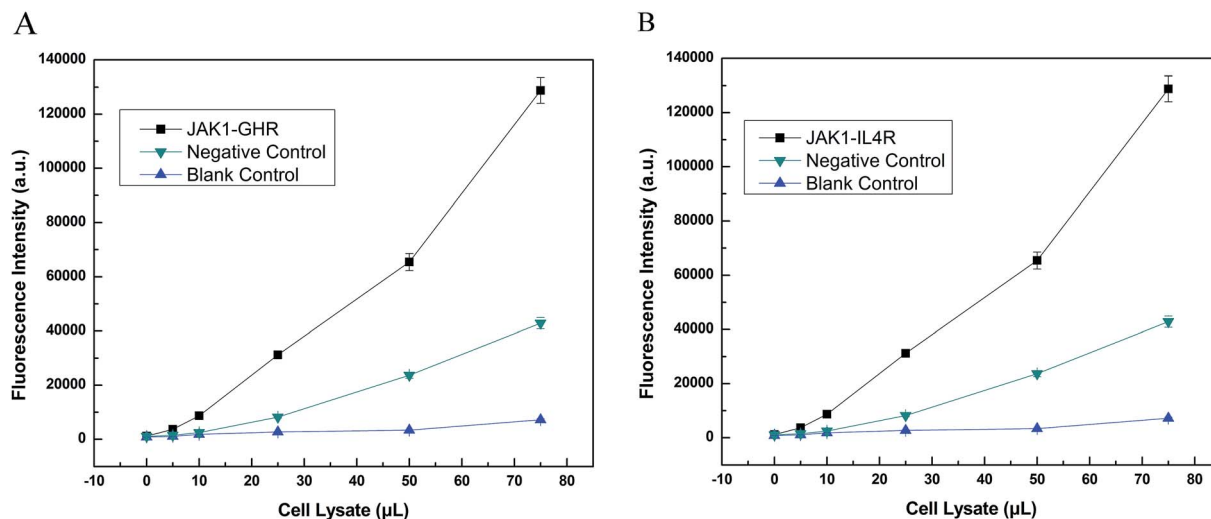 A
140000
120000
100000
80000
60000
40000
20000
0
Fluorescence Intensity (a.u.)
JAK1-GHR
Negative Control
Blank Control
-10 0 10 20 30 40 50 60 70 80
Cell Lysate (µL)
B
140000
120000
100000
80000
60000
40000
20000
0
Fluorescence Intensity (a.u.)
JAK1-IL4R
Negative Control
Blank Control
-10 0 10 20 30 40 50 60 70 80
Cell Lysate (µL)